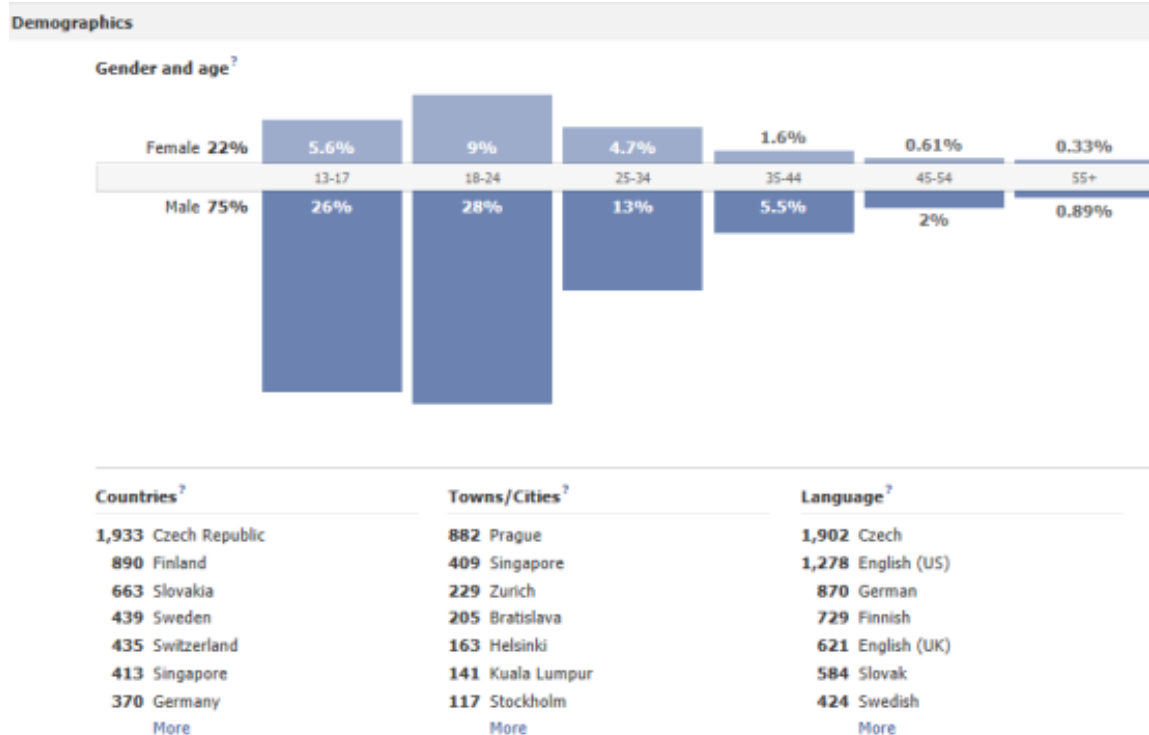 Demographics
Gender and age?
Female 22% 5.6% 9% 4.7% 1.6% 0.61% 0.33%
13-17 18-24 25-34 35-44 45-54 55+
Male 75% 26% 28% 13% 5.5% 2% 0.89%
Countries? Towns/Cities? Language?
1,933 Czech Republic 882 Prague 1,902 Czech
890 Finland 409 Singapore 1,278 English (US)
663 Slovakia 229 Zurich 870 German
439 Sweden 205 Bratislava 729 Finnish
435 Switzerland 163 Helsinki 621 English (UK)
413 Singapore 141 Kuala Lumpur 584 Slovak
370 Germany 117 Stockholm 424 Swedish
More More More